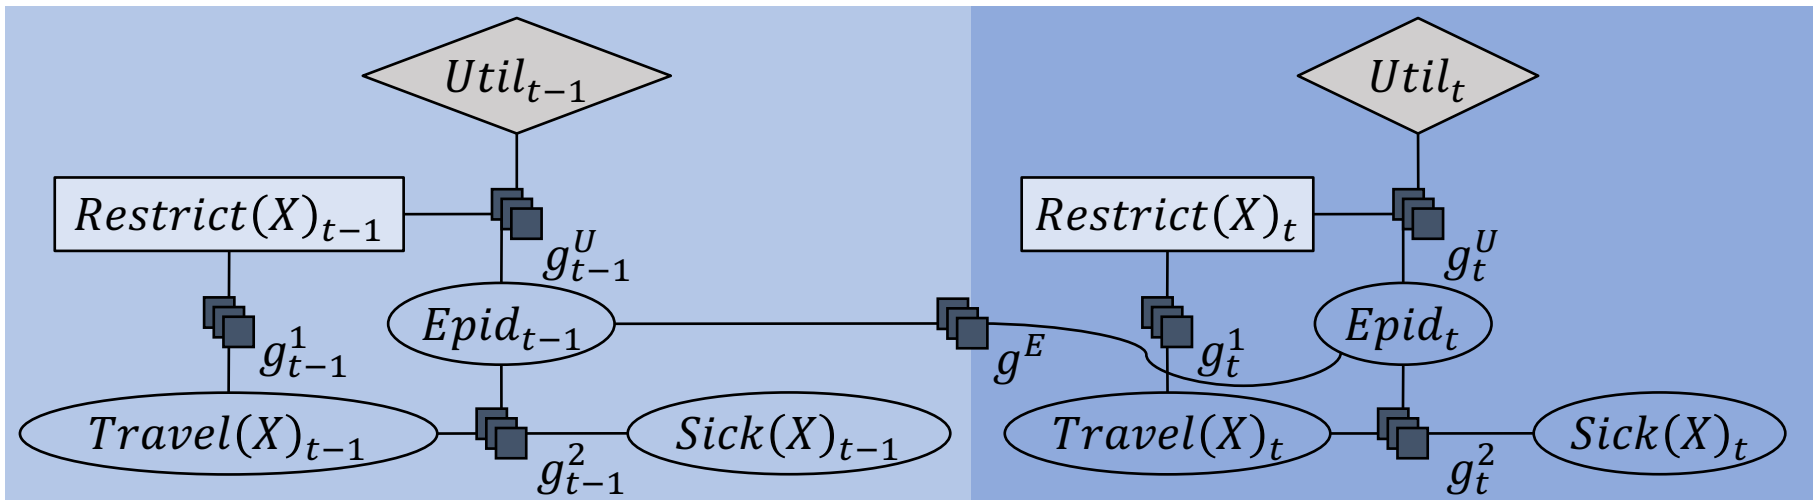 Util_{t-1}
Restrict(X)_{t-1}
g^U_{t-1}
Epid_{t-1}
g^1_{t-1}
Travel(X)_{t-1}
Sick(X)_{t-1}
g^2_{t-1}
g^E
Util_t
Restrict(X)_t
g^U_t
Epid_t
g^1_t
Travel(X)_t
Sick(X)_t
g^2_t